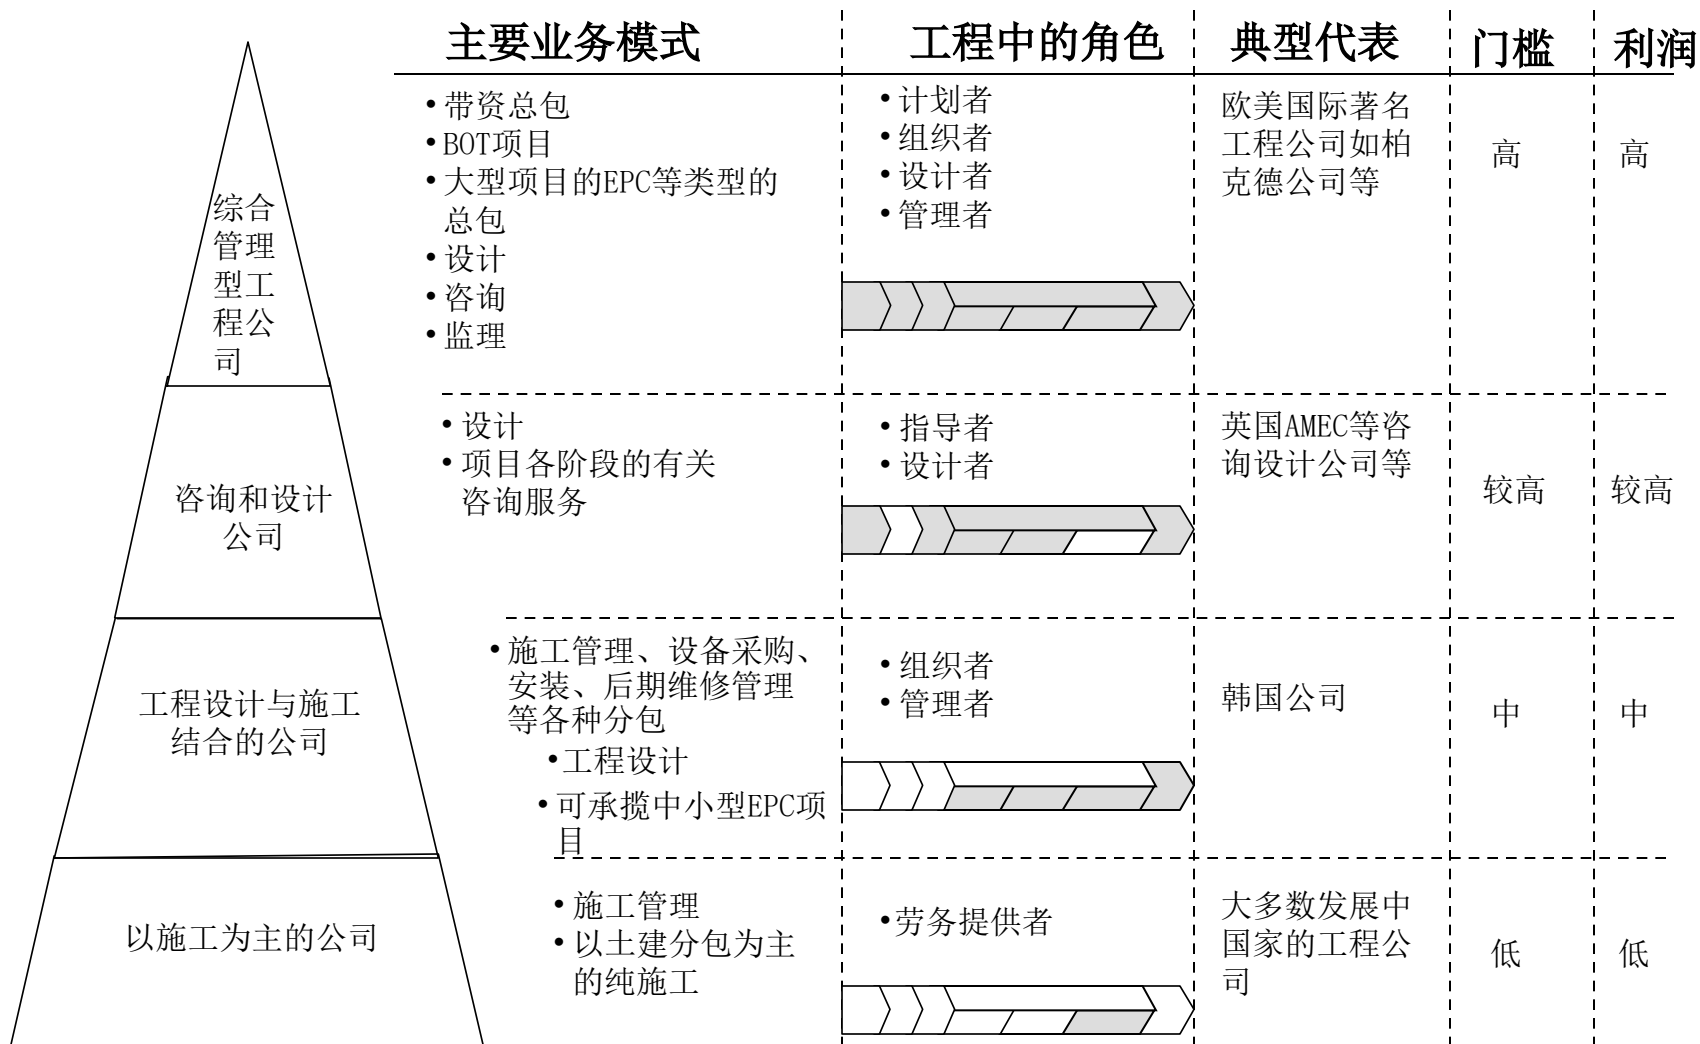 主要业务模式
工程中的角色
典型代表
门槛
利润
综合
管理
型工
程公
司
•带资总包
•BOT项目
•大型项目的EPC等类型的
总包
•设计
•咨询
•监理
•计划者
•组织者
•设计者
•管理者
欧美国际著名
工程公司如柏
克德公司等
高
高
咨询和设计
公司
•设计
•项目各阶段的有关
咨询服务
•指导者
•设计者
英国AMEC等咨
询设计公司等
较高
较高
工程设计与施工
结合的公司
•施工管理、设备采购、
安装、后期维修管理
等各种分包
•工程设计
•可承揽中小型EPC项
目
•组织者
•管理者
韩国公司
中
中
以施工为主的公司
•施工管理
•以土建分包为主
的纯施工
•劳务提供者
大多数发展中
国家的工程公
司
低
低